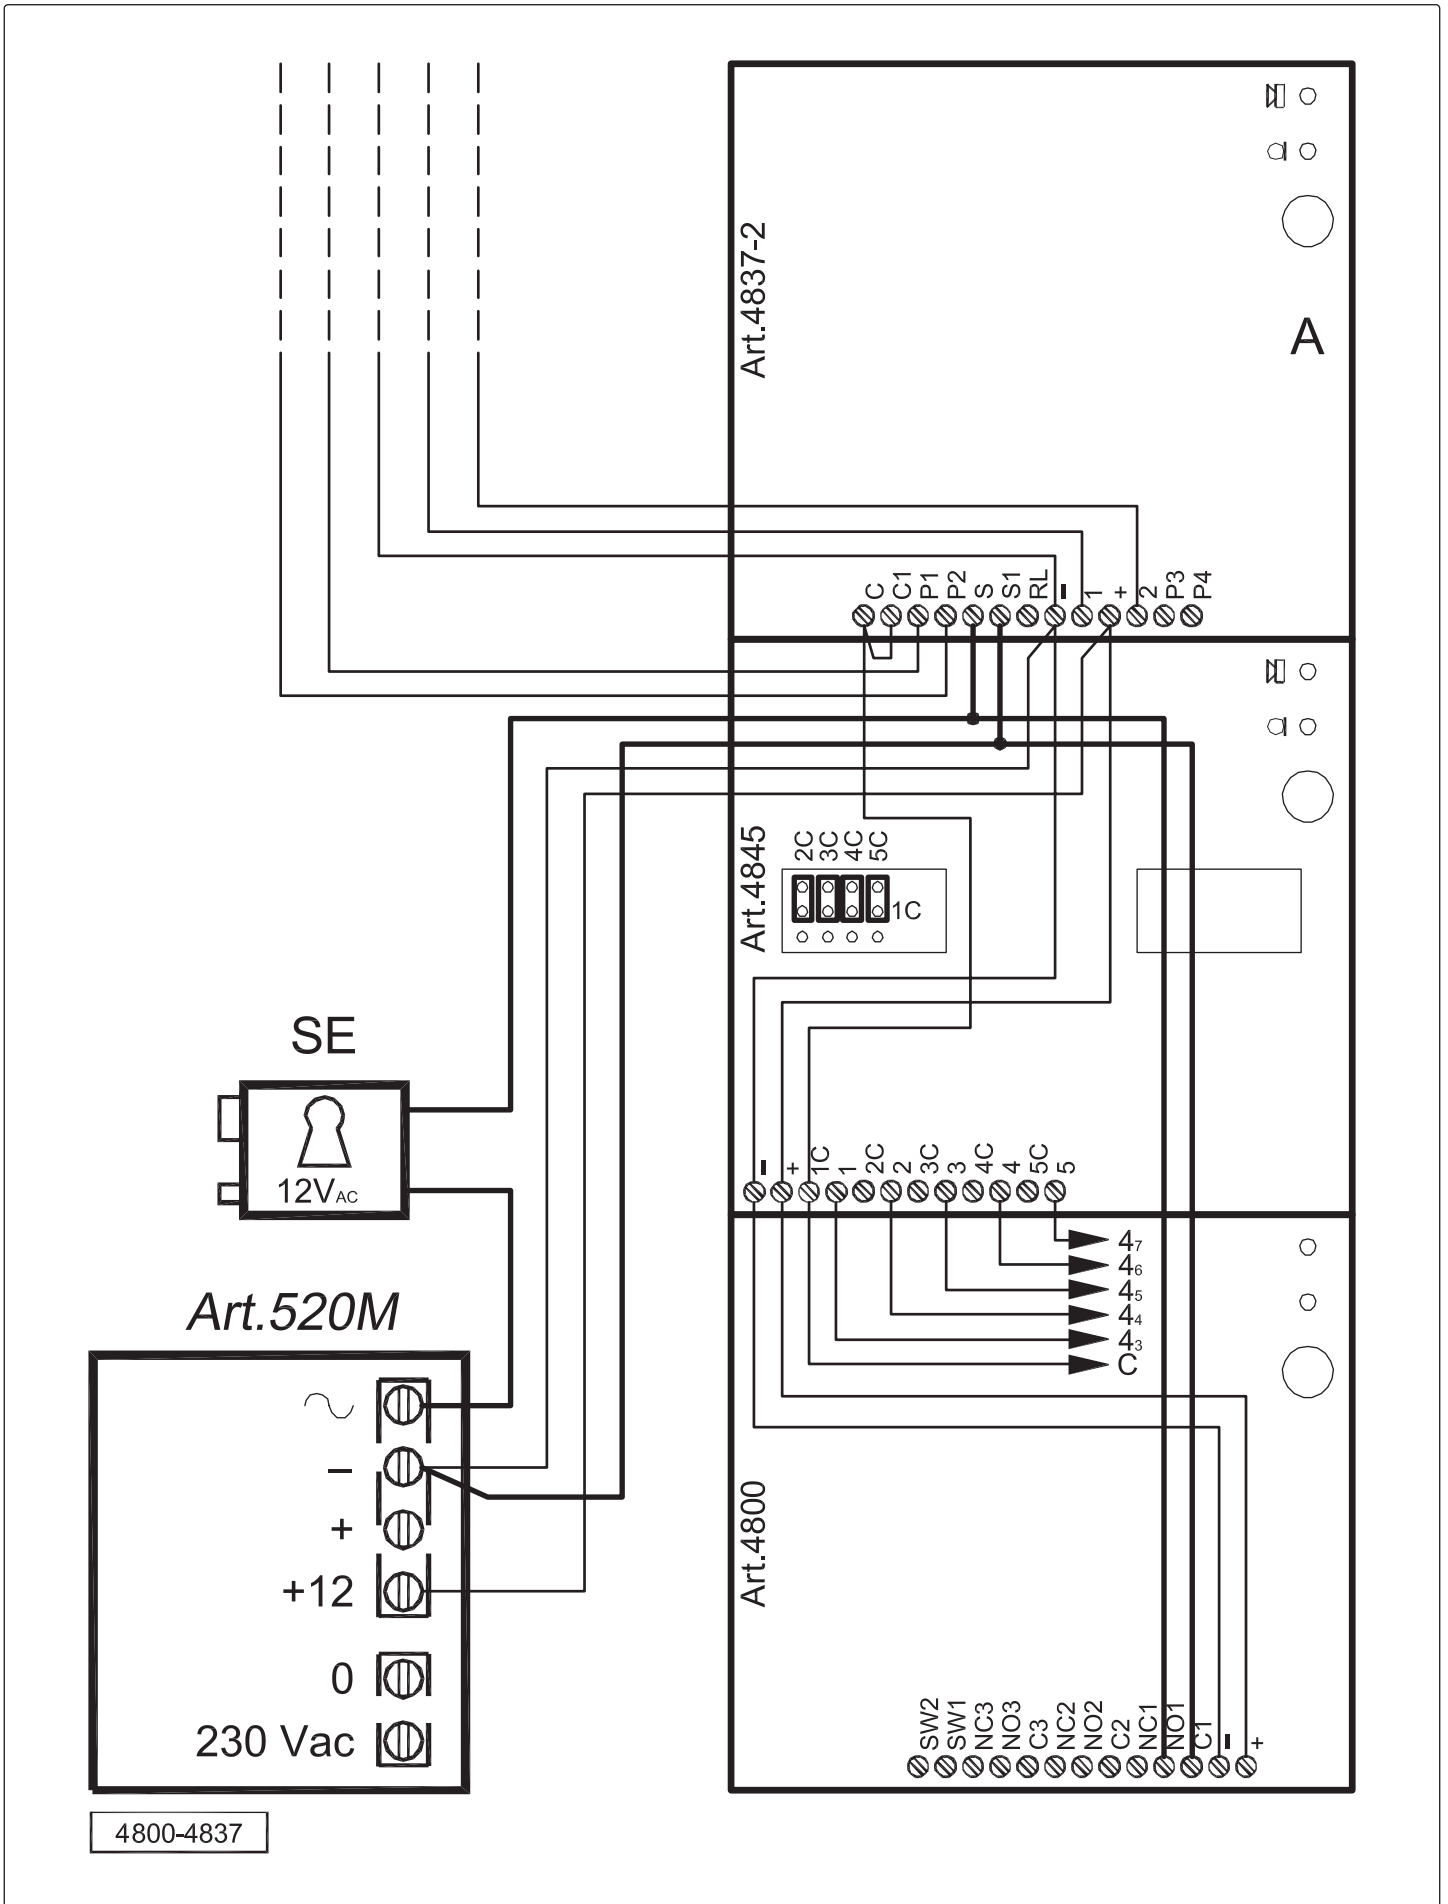 Art.4837-2
A
C
C1
P1
P2
S
S1
RL
–
1
+
2
P3
P4
Art.4845
2C
3C
4C
5C
1C
SE
12VAC
–
+
1C
1
2C
2
3C
3
4C
4
5C
5
47
46
45
44
43
C
Art.520M
–
+
+12
0
230 Vac
Art.4800
SW2
SW1
NC3
NO3
C3
NC2
NO2
C2
NC1
NO1
C1
–
+
4800-4837